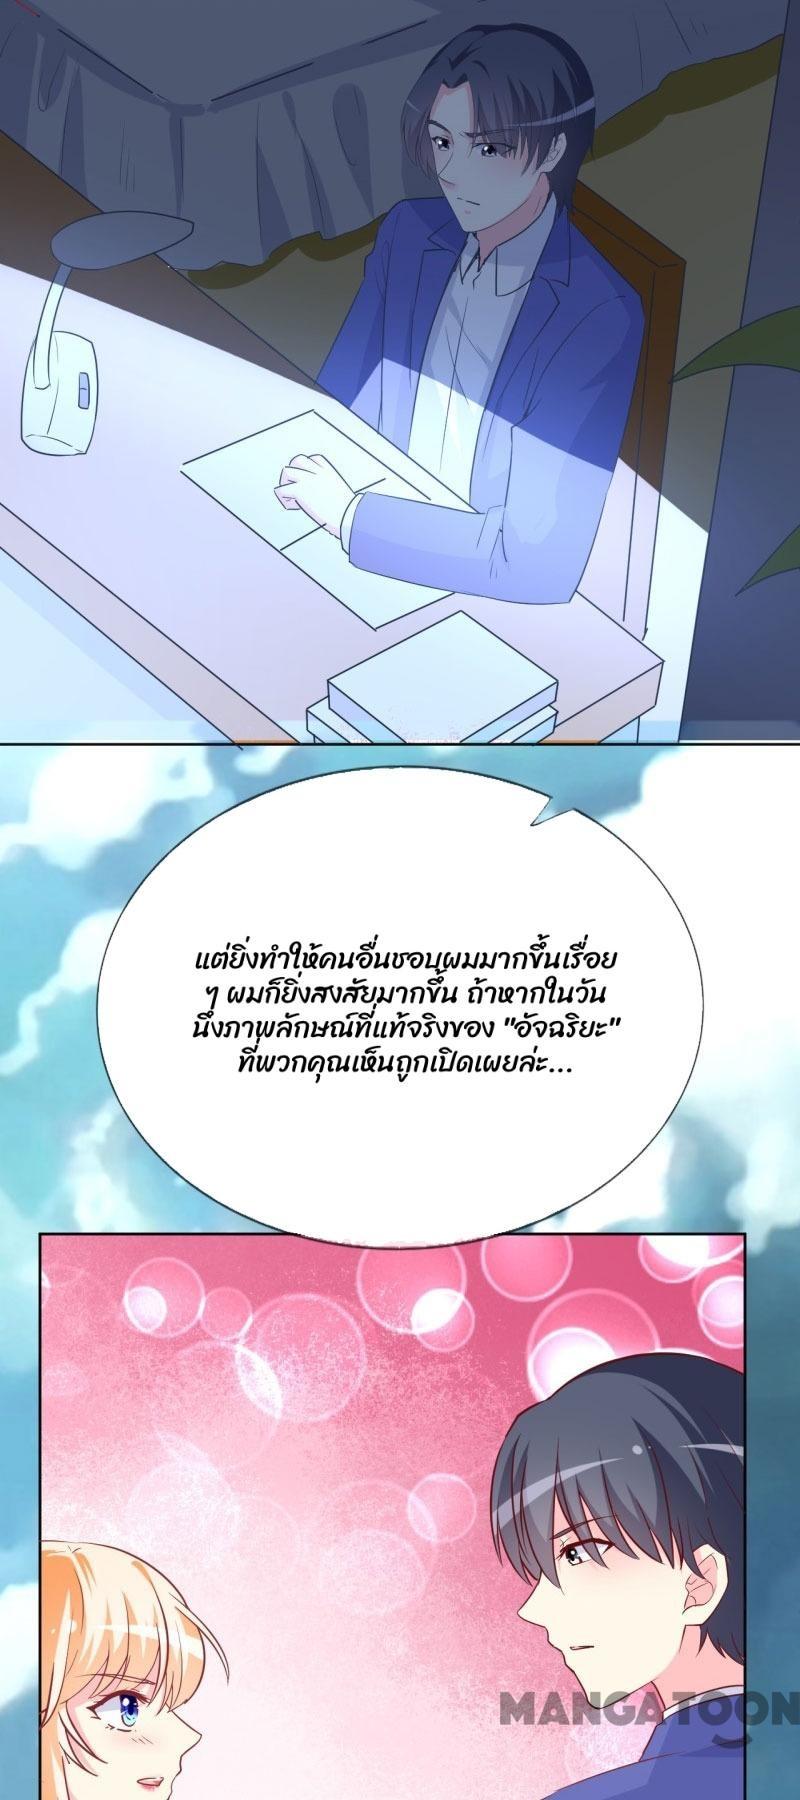 แต่ยิ่งทำให้คนอื่นชอบผมมากขึ้นเรื่อย
ๆ ผมก็ยิ่งสงสัยมากขึ้น ถ้าหากในวัน
นึ่งภาพลักษณ์ที่แท้จริงของ "อัจฉริยะ"
ที่พวกคุณเห็นถูกเปิดเผยล่ะ...
MANGATOON